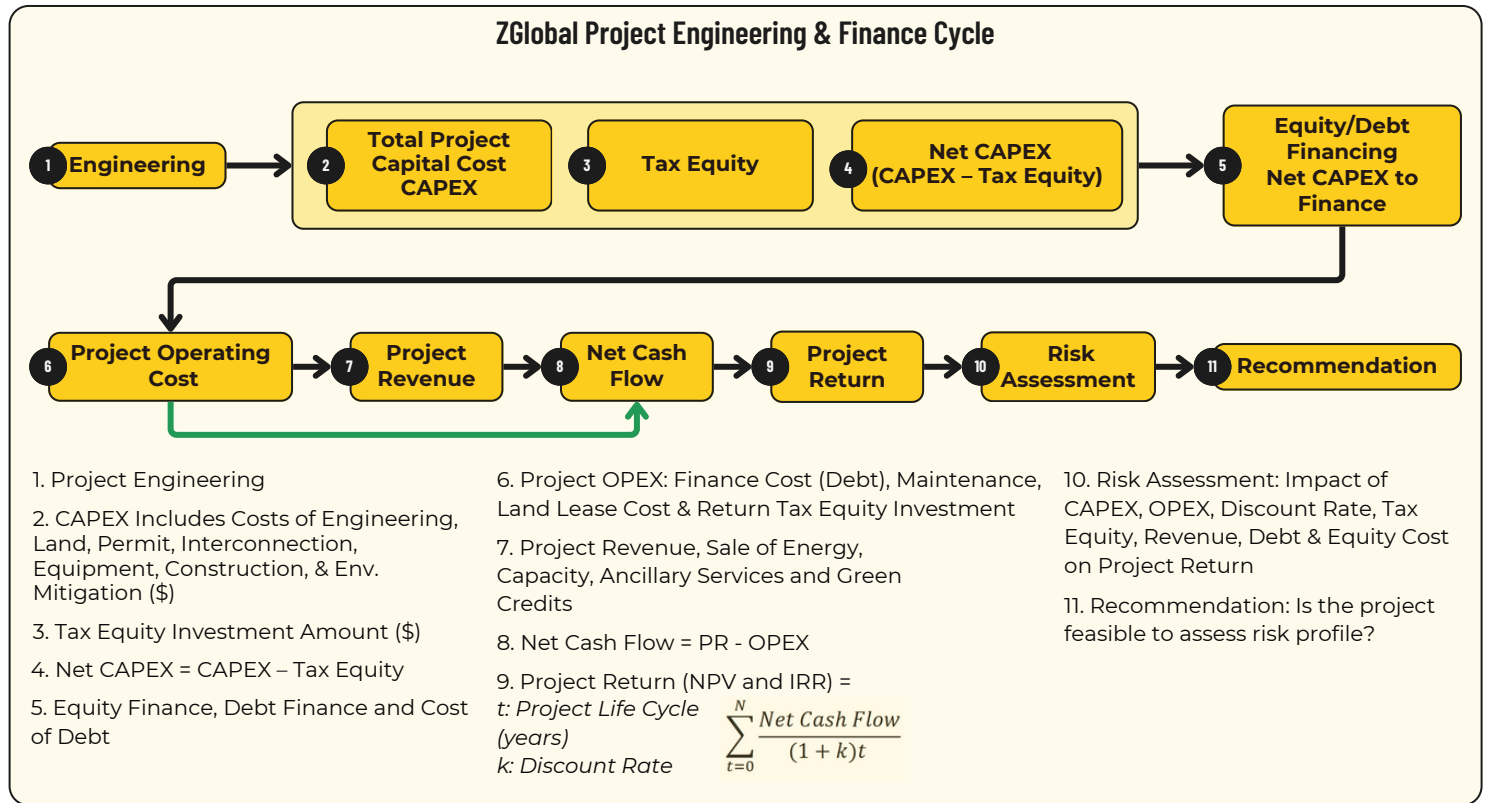 ZGlobal Project Engineering & Finance Cycle
1 Engineering
2 Total Project
Capital Cost
CAPEX
3 Tax Equity
4 Net CAPEX
(CAPEX – Tax Equity)
5 Equity/Debt
Financing
Net CAPEX to
Finance
6 Project Operating
Cost
7 Project
Revenue
8 Net Cash
Flow
9 Project
Return
10 Risk
Assessment
11 Recommendation
1. Project Engineering
2. CAPEX Includes Costs of Engineering,
Land, Permit, Interconnection,
Equipment, Construction, & Env.
Mitigation ($)
3. Tax Equity Investment Amount ($)
4. Net CAPEX = CAPEX – Tax Equity
5. Equity Finance, Debt Finance and Cost
of Debt
6. Project OPEX: Finance Cost (Debt), Maintenance,
Land Lease Cost & Return Tax Equity Investment
7. Project Revenue, Sale of Energy,
Capacity, Ancillary Services and Green
Credits
8. Net Cash Flow = PR - OPEX
9. Project Return (NPV and IRR) =
t: Project Life Cycle
(years)
k: Discount Rate
N
∑ Net Cash Flow
(1 + k)t
t=0
10. Risk Assessment: Impact of
CAPEX, OPEX, Discount Rate, Tax
Equity, Revenue, Debt & Equity Cost
on Project Return
11. Recommendation: Is the project
feasible to assess risk profile?